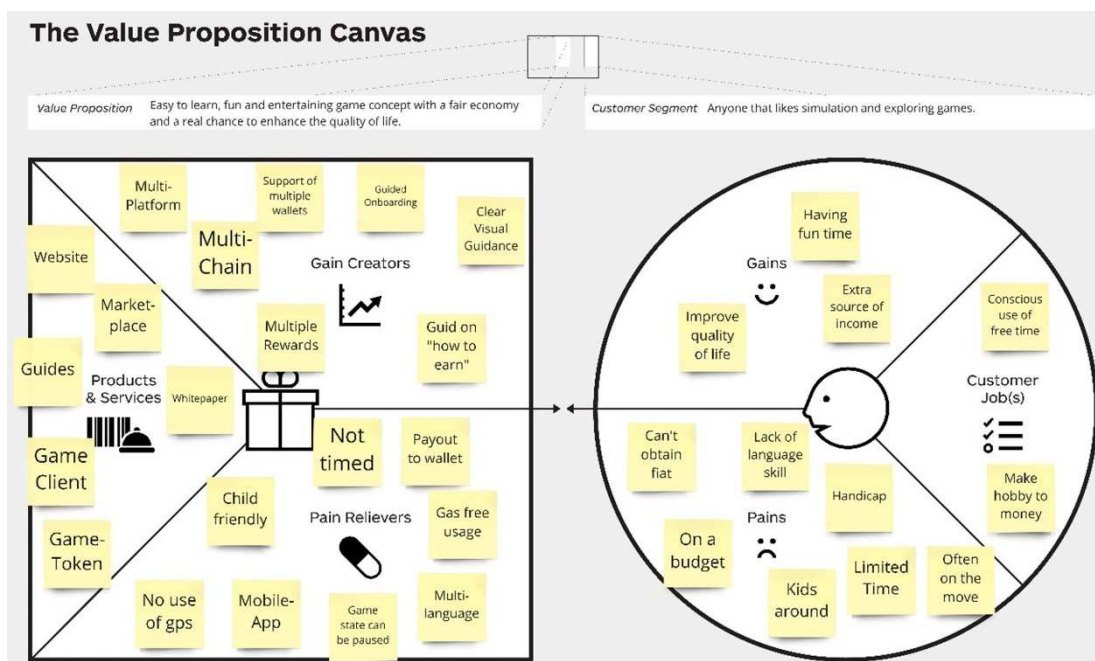 The Value Proposition Canvas
Value Proposition
Easy to learn, fun and entertaining game concept with a fair economy
and a real chance to enhance the quality of life.
Customer Segment
Anyone that likes simulation and exploring games.
Multi-
Platform
Support of
multiple
wallets
Guided
Onboarding
Clear
Visual
Guidance
Website
Multi-
Chain
Gain Creators
Market-
place
Multiple
Rewards
Guid on
"how to
earn"
Guides
Products
& Services
Whitepaper
Game
Client
Not
timed
Payout
to wallet
Child
friendly
Pain Relievers
Gas free
usage
Game-
Token
No use
of gps
Mobile-
App
Game
state can
be paused
Multi-
language
Having
fun time
Gains
Extra
source of
income
Improve
quality
of life
Conscious
use of
free time
Customer
Job(s)
Can't
obtain
fiat
Lack of
language
skill
Handicap
Make
hobby to
money
Pains
On a
budget
Kids
around
Limited
Time
Often
on the
move